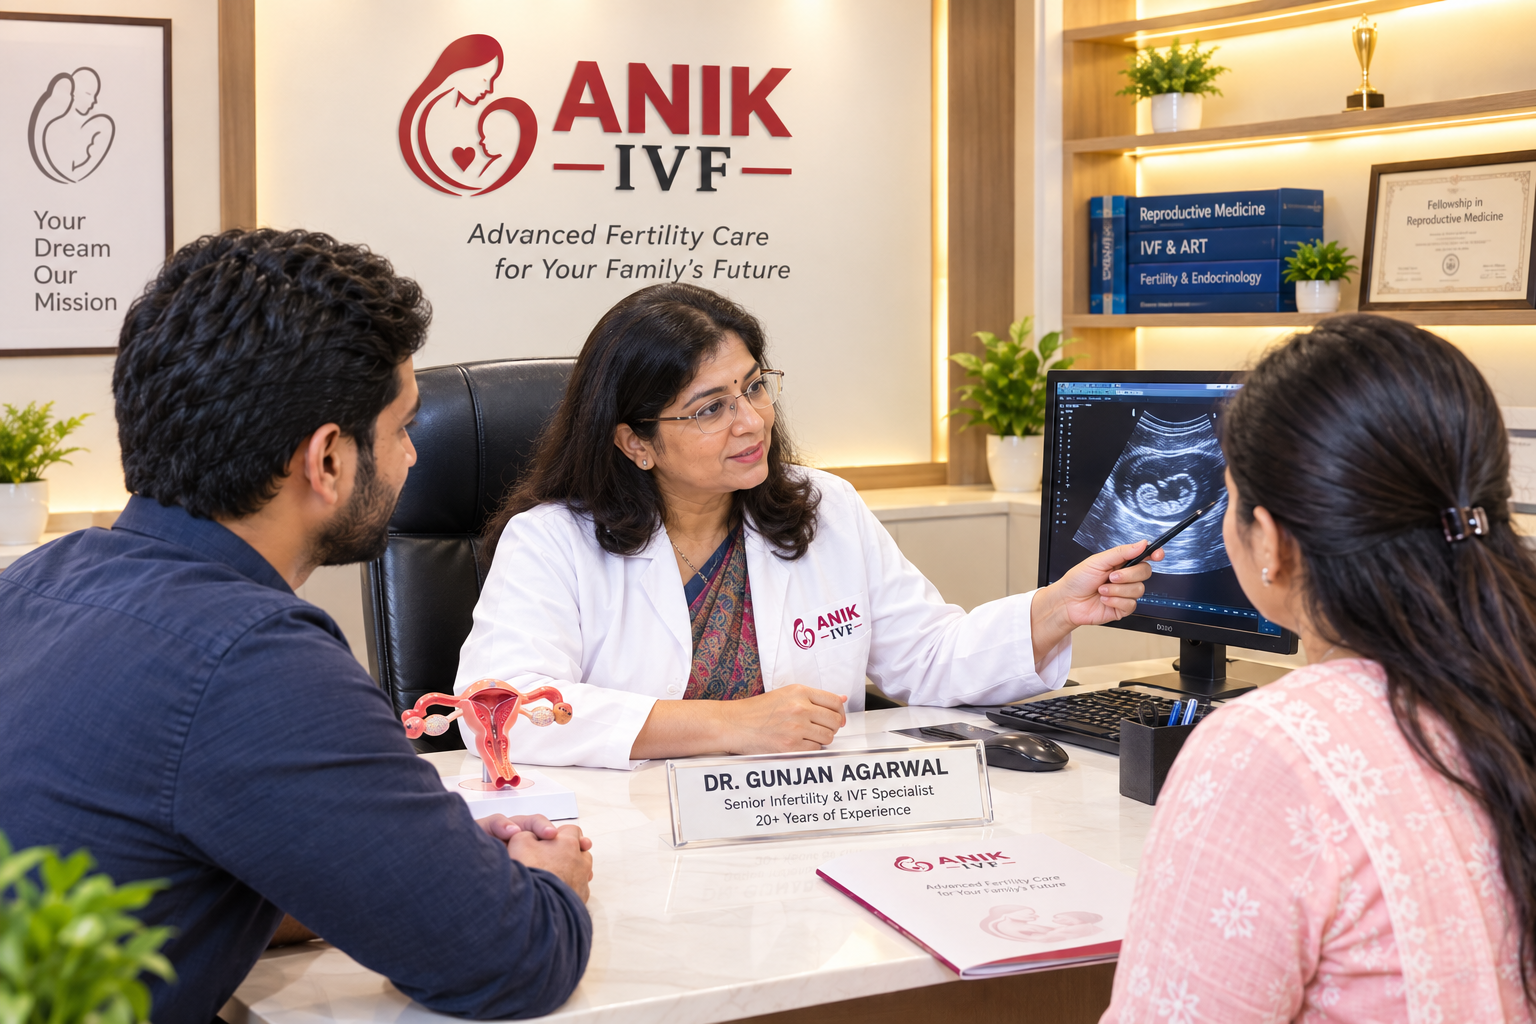 Your
Dream
Our
Mission
ANIK
IVF
Advanced Fertility Care
for Your Family's Future
Reproductive Medicine
IVF & ART
Fertility & Endocrinology
Fellowship in
Reproductive Medicine
ANIK
IVF
DR. GUNJAN AGARWAL
Senior Infertility & IVF Specialist
20+ Years of Experience
ANIK
IVF
Advanced Fertility Care
for Your Family's Future